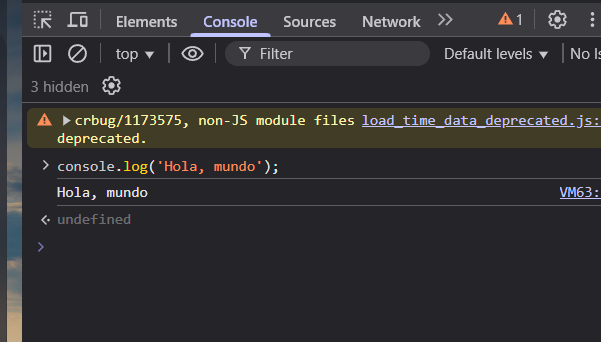 Elements Console Sources Network 1
top Filter Default levels No Is
3 hidden
crbug/1173575, non-JS module files load_time_data_deprecated.js:
deprecated.
console.log('Hola, mundo');
Hola, mundo VM63:
undefined